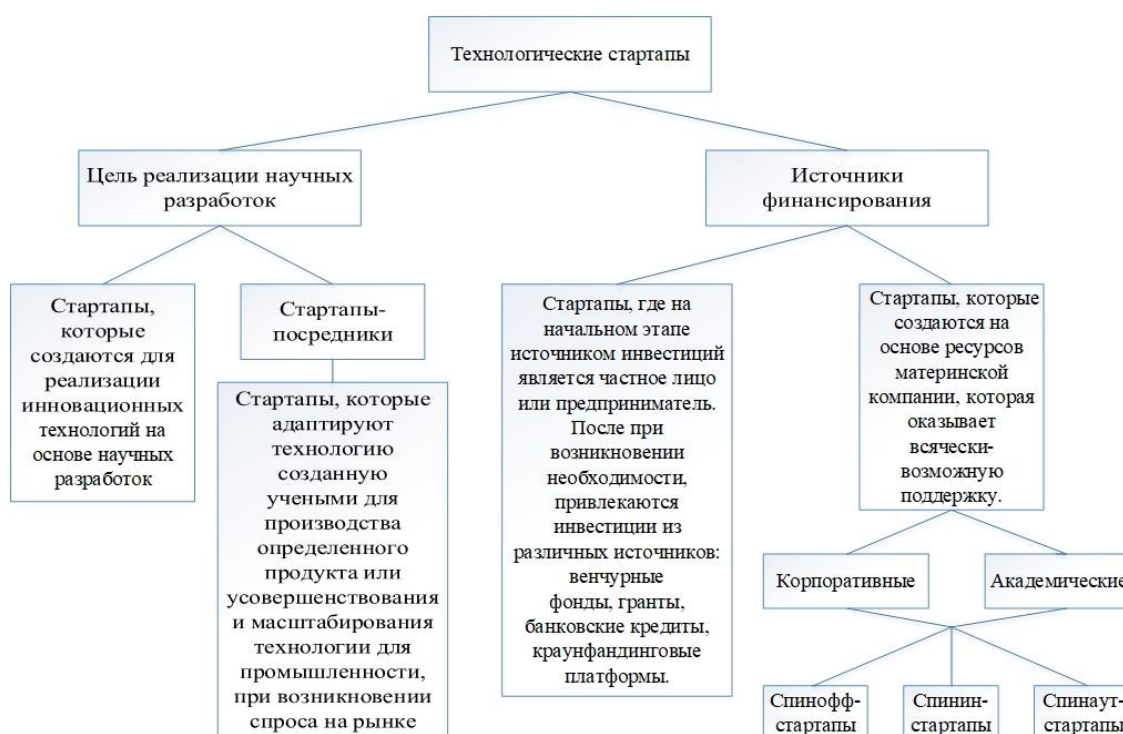 Технологические стартапы
Цель реализации научных
разработок
Источники
финансирования
Стартапы,
которые
создаются для
реализации
инновационных
технологий на
основе научных
разработок
Стартапы-
посредники
Стартапы, которые
адаптируют
технологию
созданную
учеными для
производства
определенного
продукта или
усовершенствования
и масштабирования
технологии для
промышленности,
при возникновении
спроса на рынке
Стартапы, где на
начальном этапе
источником инвестиций
является частное лицо
или предприниматель.
После при
возникновении
необходимости,
привлекаются
инвестиции из
различных источников:
венчурные
фонды, гранты,
банковские кредиты,
краунфандинговые
платформы.
Стартапы, которые
создаются на
основе ресурсов
материнской
компании, которая
оказывает
всячески-
возможную
поддержку.
Корпоративные
Академические
Спинофф-
стартапы
Спинин-
стартапы
Спинаут-
стартапы